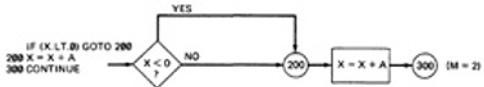 YES
IF (X.LT.0) GOTO 200
200 X = X + A
300 CONTINUE
X < 0
?
NO
200
X = X + A
300
(M = 2)